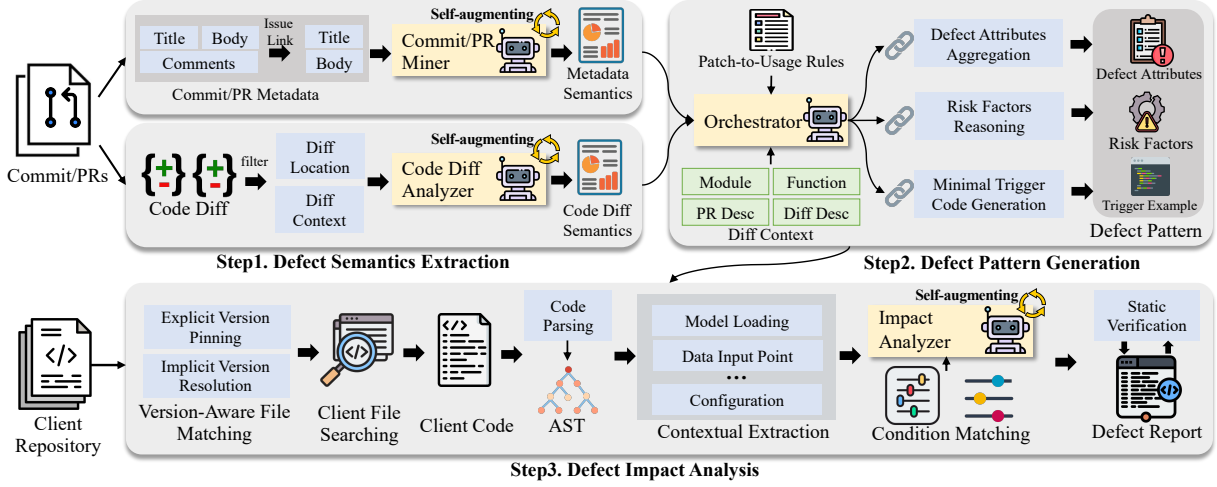 Commit/PRs
Title
Body
Comments
Issue
Link
Title
Body
Commit/PR Metadata
Self-augmenting
Commit/PR
Miner
Metadata
Semantics
Code Diff
filter
Diff
Location
Diff
Context
Self-augmenting
Code Diff
Analyzer
Code Diff
Semantics
Step1. Defect Semantics Extraction
Patch-to-Usage Rules
Orchestrator
Module
Function
PR Desc
Diff Desc
Diff Context
Defect Attributes
Aggregation
Risk Factors
Reasoning
Minimal Trigger
Code Generation
Defect Attributes
Risk Factors
Trigger Example
Defect Pattern
Step2. Defect Pattern Generation
Client
Repository
Explicit Version
Pinning
Implicit Version
Resolution
Version-Aware File
Matching
Client File
Searching
Client Code
Code
Parsing
AST
Model Loading
Data Input Point
...
Configuration
Contextual Extraction
Self-augmenting
Impact
Analyzer
Condition Matching
Static
Verification
Defect Report
Step3. Defect Impact Analysis